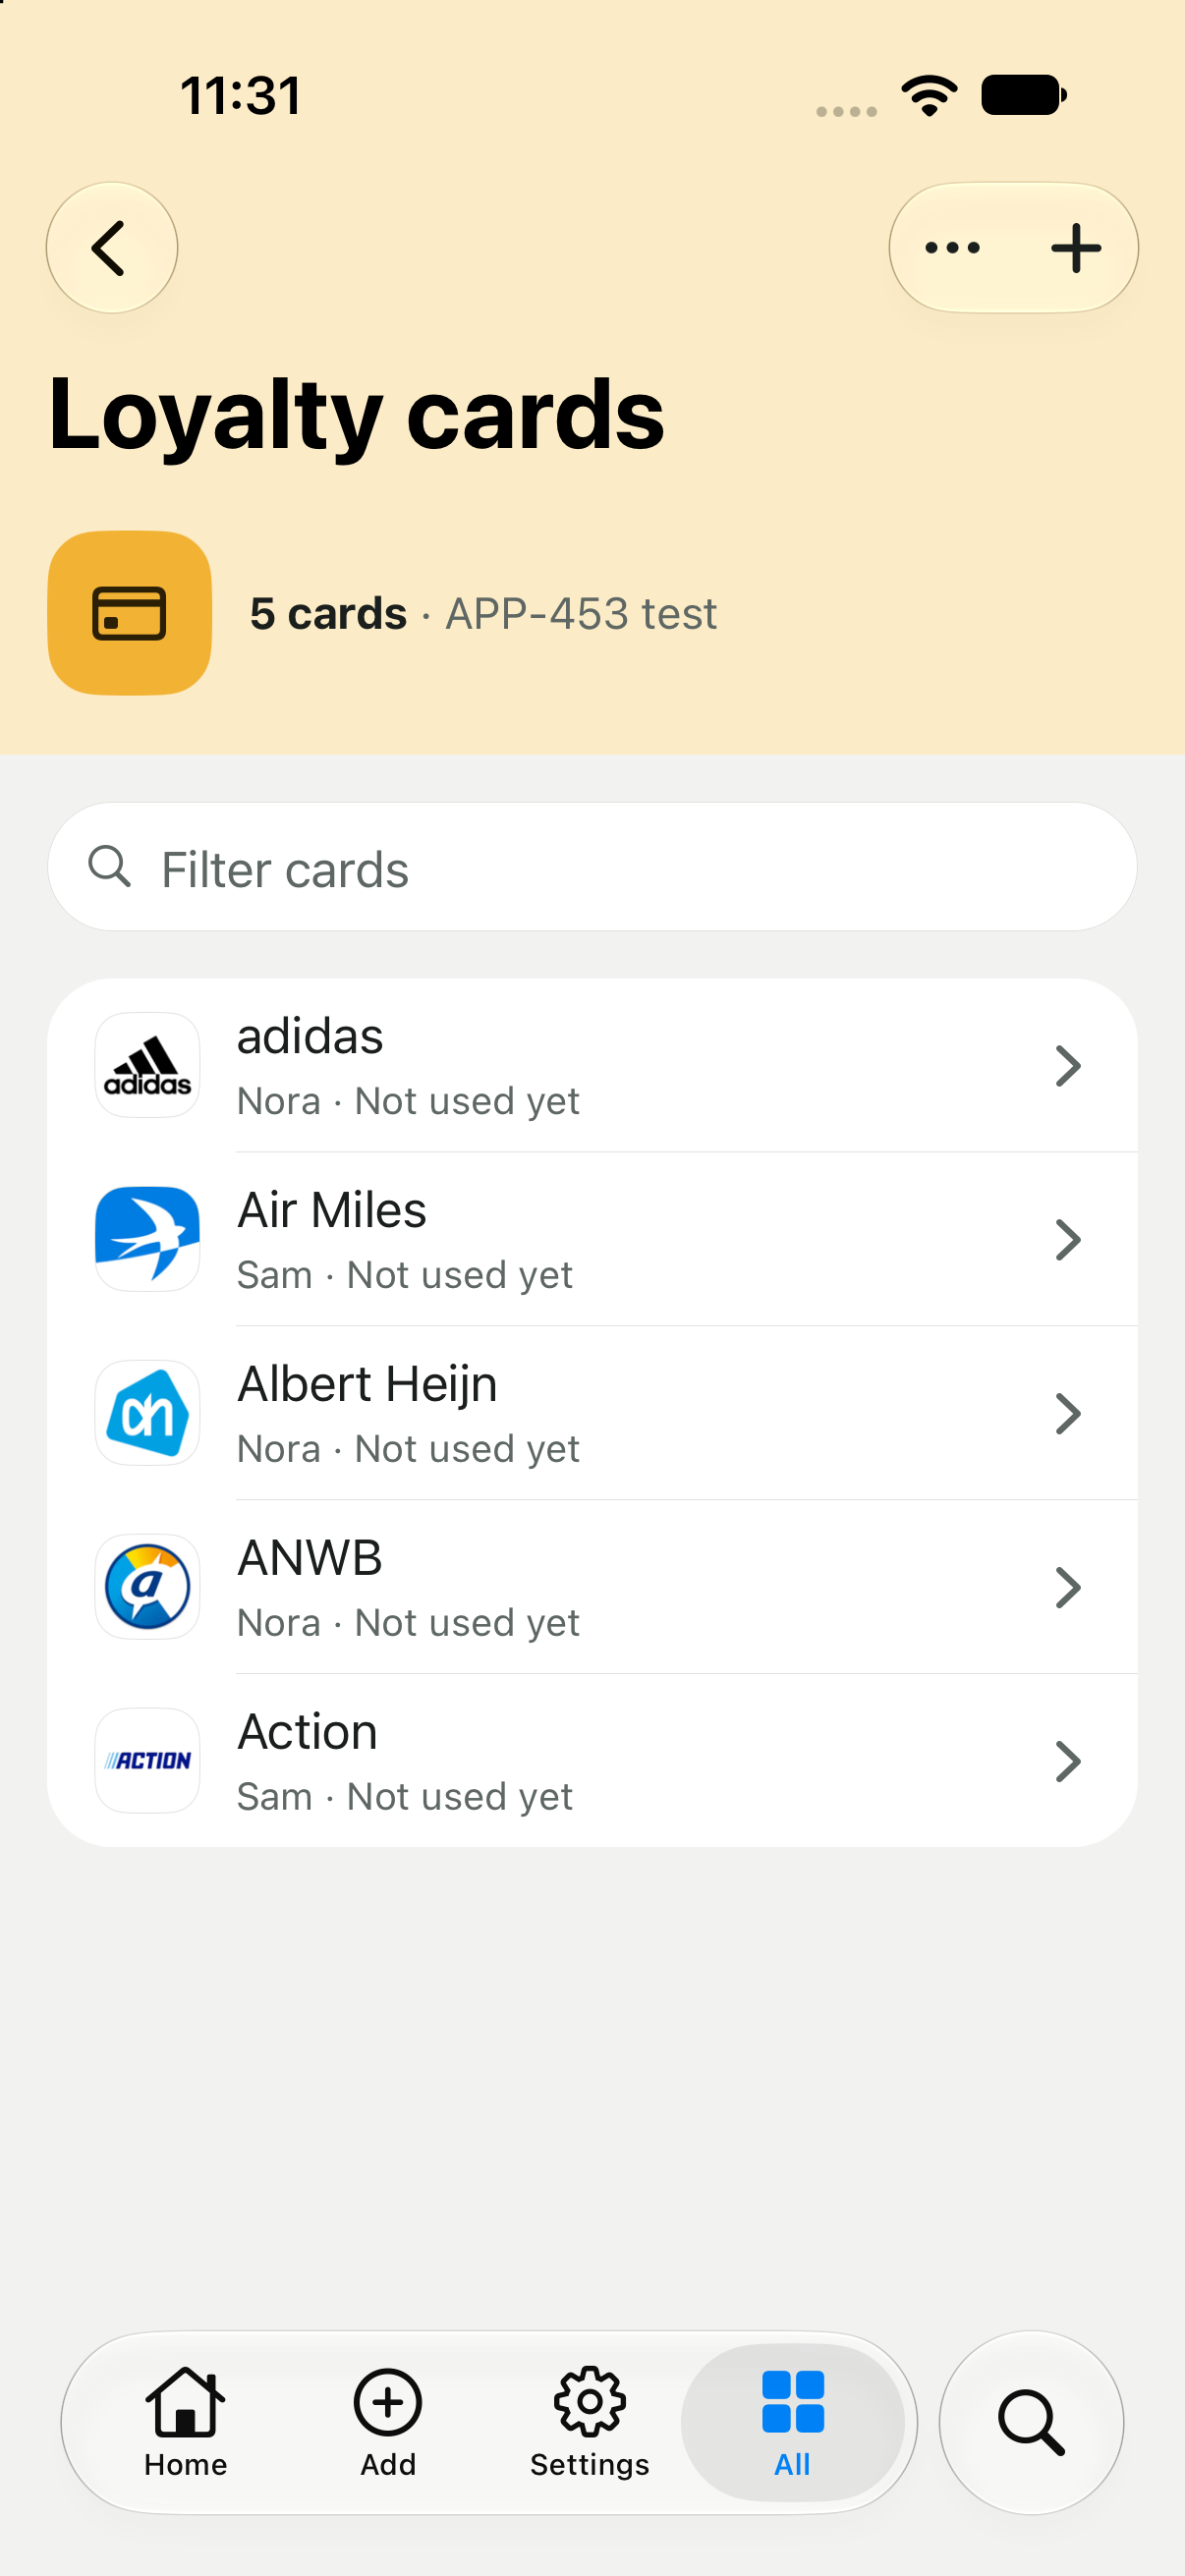 11:31
Loyalty cards
5 cards · APP-453 test
Filter cards
adidas
adidas
Nora · Not used yet
Air Miles
Sam · Not used yet
Albert Heijn
ah
Nora · Not used yet
ANWB
a
Nora · Not used yet
Action
ACTION
Sam · Not used yet
Home
Add
Settings
All